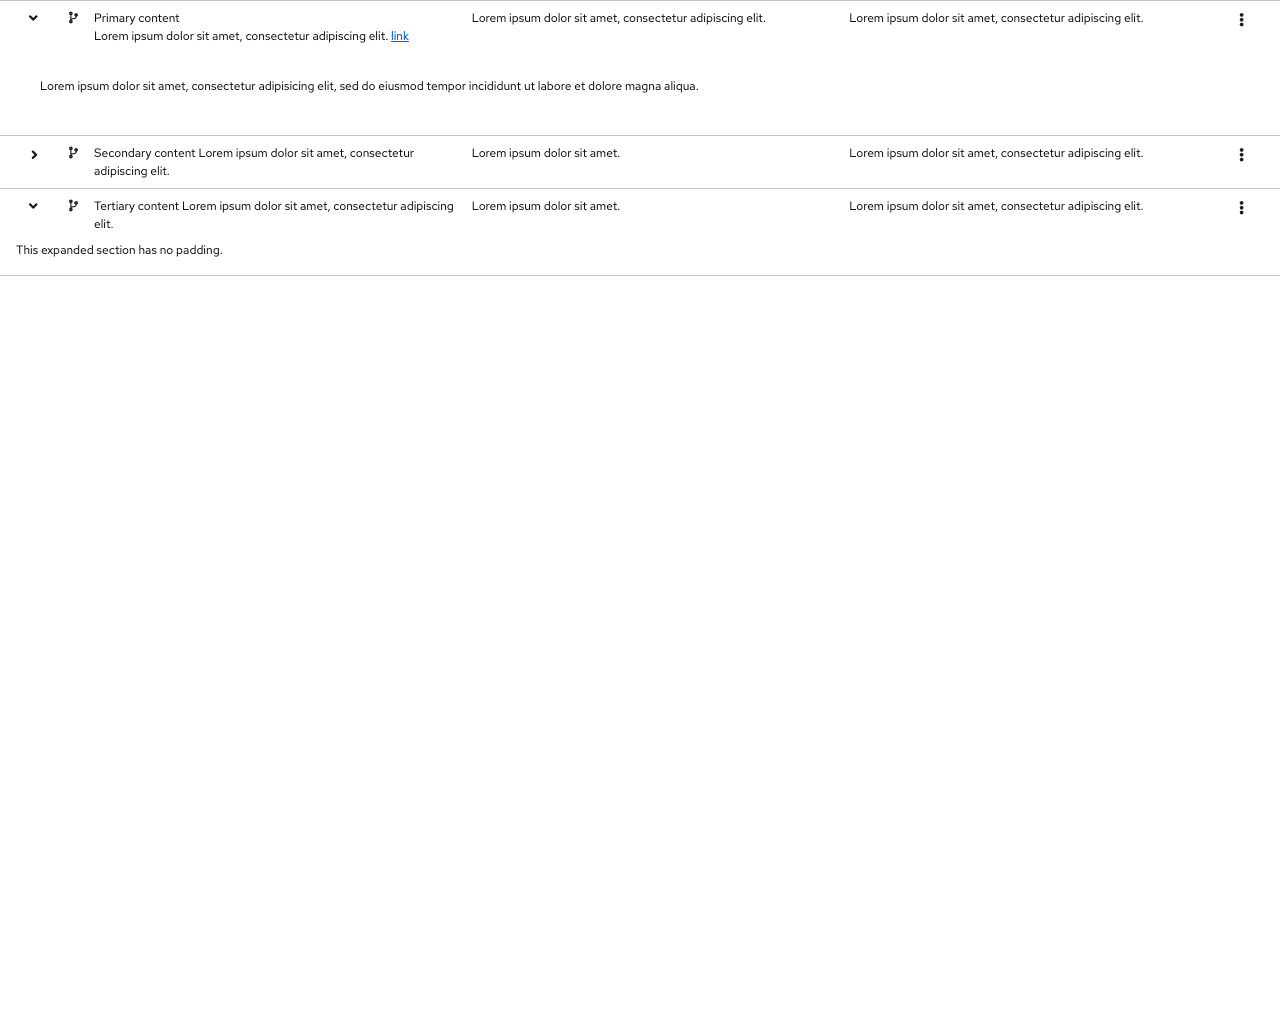 Primary content
Lorem ipsum dolor sit amet, consectetur adipiscing elit. link
Lorem ipsum dolor sit amet, consectetur adipiscing elit.
Lorem ipsum dolor sit amet, consectetur adipiscing elit.
Lorem ipsum dolor sit amet, consectetur adipisicing elit, sed do eiusmod tempor incididunt ut labore et dolore magna aliqua.
Secondary content Lorem ipsum dolor sit amet, consectetur
adipiscing elit.
Lorem ipsum dolor sit amet.
Lorem ipsum dolor sit amet, consectetur adipiscing elit.
Tertiary content Lorem ipsum dolor sit amet, consectetur adipiscing
elit.
Lorem ipsum dolor sit amet.
Lorem ipsum dolor sit amet, consectetur adipiscing elit.
This expanded section has no padding.